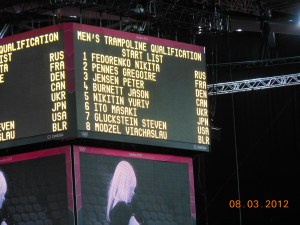 MEN'S TRAMPOLINE QUALIFICATION
START LIST
1 FEDORENKO NIKITA RUS
2 PENNES GREGOIRE FRA
3 JENSEN PETER DEN
4 BURNETT JASON CAN
5 NIKITIN YURIY UKR
6 ITO MASAKI JPN
7 GLUCKSTEIN STEVEN USA
8 MODZEL VIACHASLAU BLR
QUALIFICATION
RUS
FRA
DEN
CAN
UKR
JPN
STEVEN USA
BLR
08.03.2012